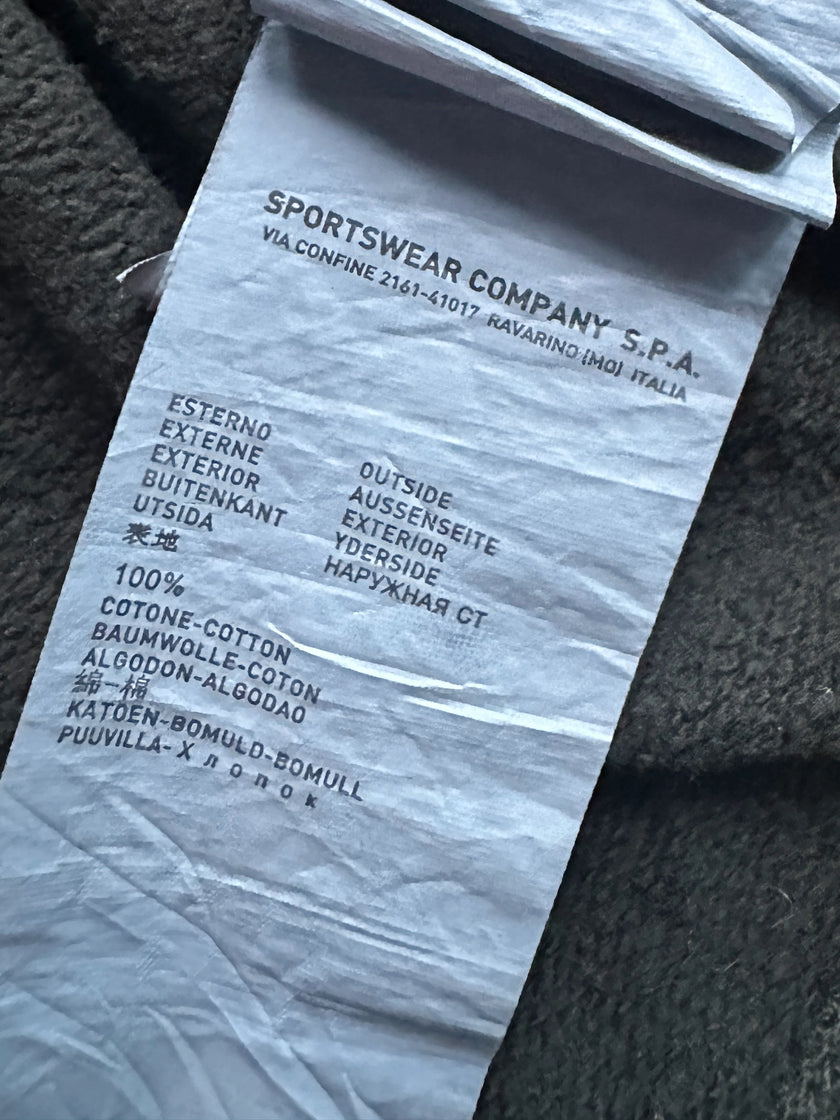 SPORTSWEAR COMPANY S.P.A.
VIA CONFINE 2161-41017 RAVARINO (MO) ITALIA
ESTERNO
EXTERNE
EXTERIOR
BUITENKANT
UTSIDA
表地
OUTSIDE
AUSSENSEITE
EXTERIOR
YDERSIDE
НАРУЖНАЯ СТ
100%
COTONE-COTTON
BAUMWOLLE-COTON
ALGODON-ALGODAO
綿-棉
KATOEN-BOMULD-BOMULL
PUUVILLA- Х л о п о к